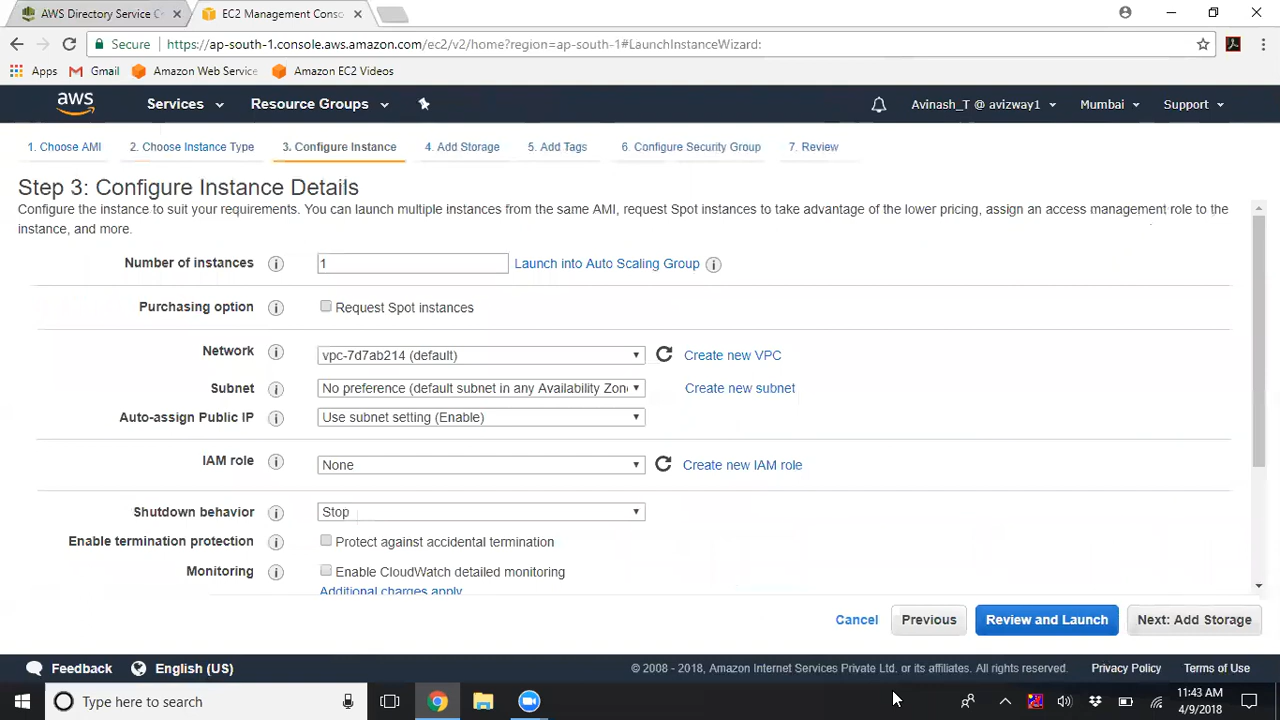 AWS Directory Service C
EC2 Management Conso
Secure
https://ap-south-1.console.aws.amazon.com/ec2/v2/home?region=ap-south-1#LaunchInstanceWizard:
Apps
Gmail
Amazon Web Service
Amazon EC2 Videos
aws
Services
Resource Groups
Avinash_T @ avizway1
Mumbai
Support
1. Choose AMI
2. Choose Instance Type
3. Configure Instance
4. Add Storage
5. Add Tags
6. Configure Security Group
7. Review
Step 3: Configure Instance Details
Configure the instance to suit your requirements. You can launch multiple instances from the same AMI, request Spot instances to take advantage of the lower pricing, assign an access management role to the
instance, and more.
Number of instances
1
Launch into Auto Scaling Group
Purchasing option
Request Spot instances
Network
vpc-7d7ab214 (default)
Create new VPC
Subnet
No preference (default subnet in any Availability Zon
Create new subnet
Auto-assign Public IP
Use subnet setting (Enable)
IAM role
None
Create new IAM role
Shutdown behavior
Stop
Enable termination protection
Protect against accidental termination
Monitoring
Enable CloudWatch detailed monitoring
Additional charges apply.
Cancel
Previous
Review and Launch
Next: Add Storage
Feedback
English (US)
© 2008 - 2018, Amazon Internet Services Private Ltd. or its affiliates. All rights reserved.
Privacy Policy
Terms of Use
Type here to search
11:43 AM
4/9/2018